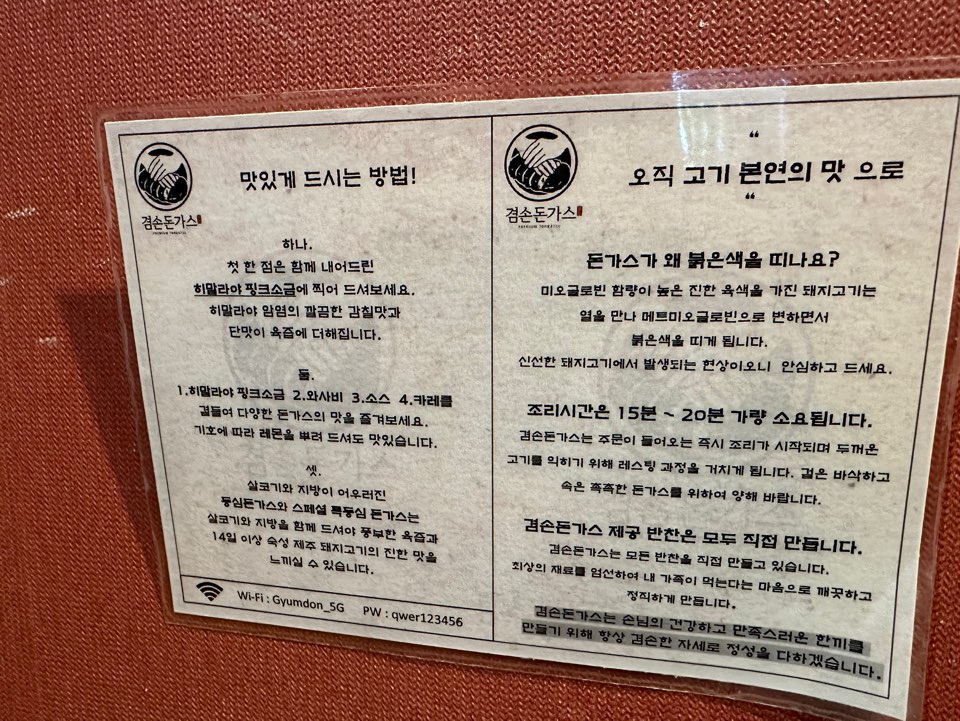 겸손돈가스
PREMIUM TONKATSU
맛있게 드시는 방법!
하나.
첫 한 점은 함께 내어드린
히말라야 핑크소금에 찍어 드셔보세요.
히말라야 암염의 깔끔한 감칠맛과
단맛이 육즙에 더해집니다.
둘.
1.히말라야 핑크소금 2.와사비 3.소스 4.카레를
곁들여 다양한 돈가스의 맛을 즐겨보세요.
기호에 따라 레몬을 뿌려 드셔도 맛있습니다.
셋.
살코기와 지방이 어우러진
등심돈가스와 스페셜 특등심 돈가스는
살코기와 지방을 함께 드셔야 풍부한 육즙과
14일 이상 숙성 제주 돼지고기의 진한 맛을
느끼실 수 있습니다.
Wi-Fi : Gyumdon_5G PW : qwer123456
겸손돈가스
PREMIUM TONKATSU
“
오직 고기 본연의 맛 으로
“
돈가스가 왜 붉은색을 띠나요?
미오글로빈 함량이 높은 진한 육색을 가진 돼지고기는
열을 만나 메트미오글로빈으로 변하면서
붉은색을 띠게 됩니다.
신선한 돼지고기에서 발생되는 현상이오니 안심하고 드세요.
조리시간은 15분 ~ 20분 가량 소요됩니다.
겸손돈가스는 주문이 들어오는 즉시 조리가 시작되며 두꺼운
고기를 익히기 위해 레스팅 과정을 거치게 됩니다. 겉은 바삭하고
속은 촉촉한 돈가스를 위하여 양해 바랍니다.
겸손돈가스 제공 반찬은 모두 직접 만듭니다.
겸손돈가스는 모든 반찬을 직접 만들고 있습니다.
최상의 재료를 엄선하여 내 가족이 먹는다는 마음으로 깨끗하고
정직하게 만듭니다.
겸손돈가스는 손님의 건강하고 만족스러운 한끼를
만들기 위해 항상 겸손한 자세로 정성을 다하겠습니다.